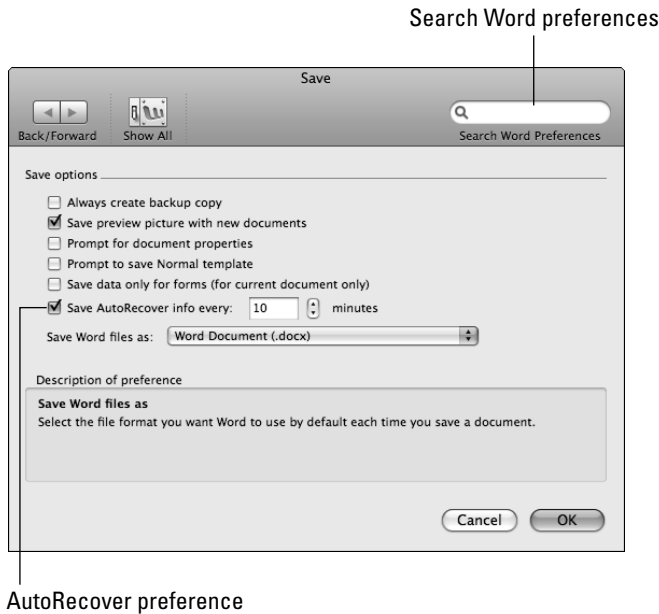 Search Word preferences
Save
Back/Forward
Show All
Search Word Preferences
Save options
Always create backup copy
Save preview picture with new documents
Prompt for document properties
Prompt to save Normal template
Save data only for forms (for current document only)
Save AutoRecover info every: 10 minutes
Save Word files as: Word Document (.docx)
Description of preference
Save Word files as
Select the file format you want Word to use by default each time you save a document.
Cancel
OK
AutoRecover preference